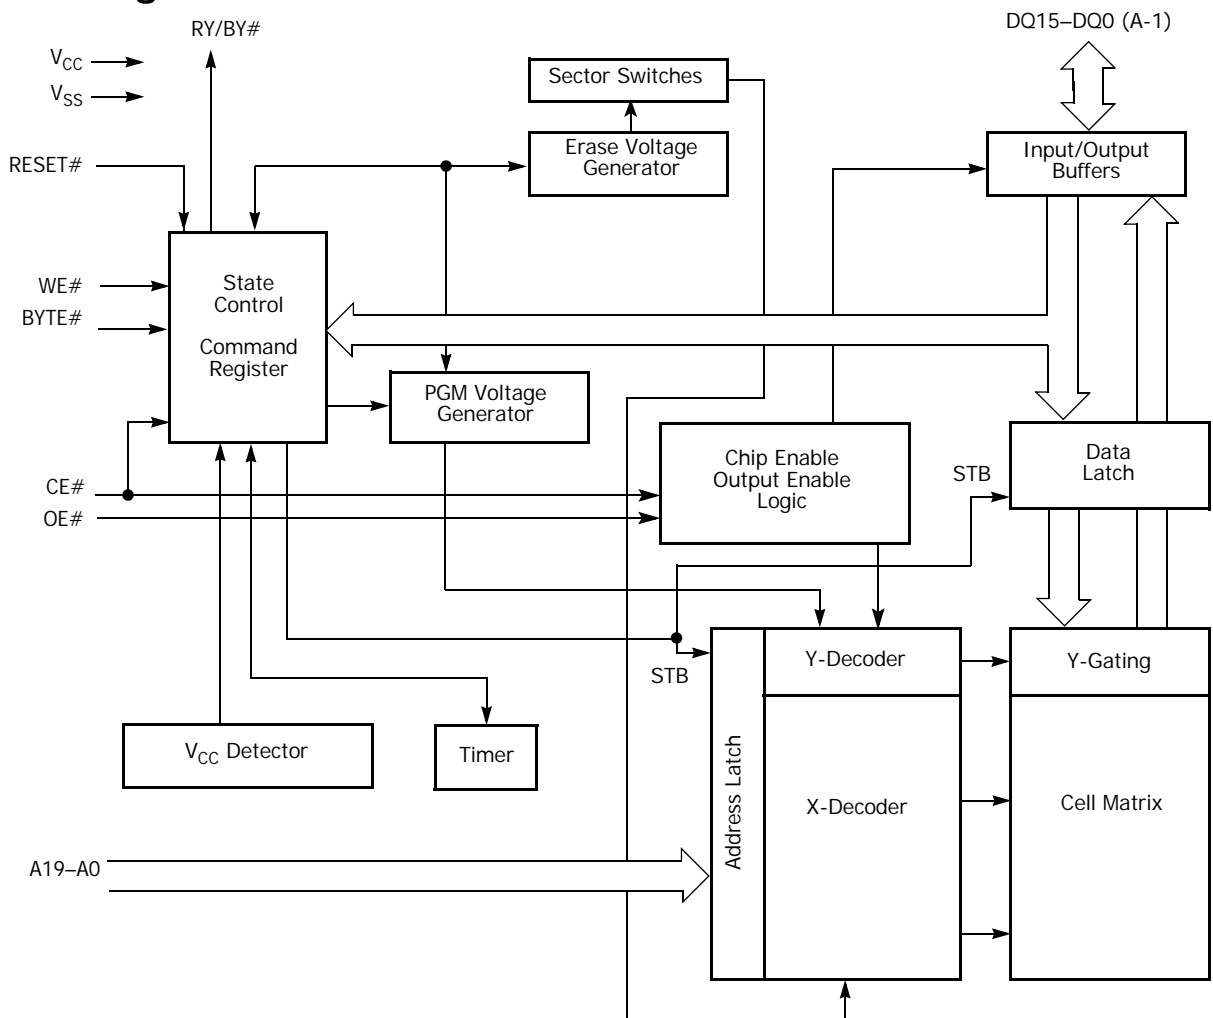 RY/BY#
DQ15–DQ0 (A-1)
VCC
VSS
Sector Switches
Erase Voltage
Generator
Input/Output
Buffers
RESET#
WE#
BYTE#
State
Control
Command
Register
PGM Voltage
Generator
Chip Enable
Output Enable
Logic
STB
Data
Latch
CE#
OE#
STB
Y-Decoder
Y-Gating
VCC Detector
Timer
Address Latch
X-Decoder
Cell Matrix
A19–A0